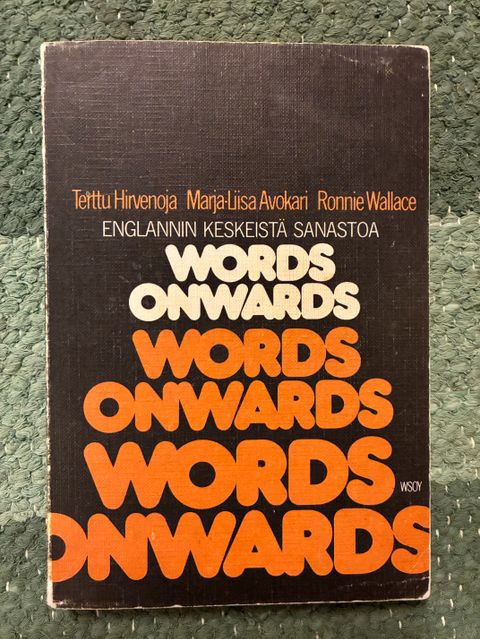 Terttu Hirvenoja Marja-Liisa Avokari Ronnie Wallace
ENGLANNIN KESKEISTÄ SANASTOA
WORDS
ONWARDS
WORDS
ONWARDS
WORDS
WSOY
ONWARDS